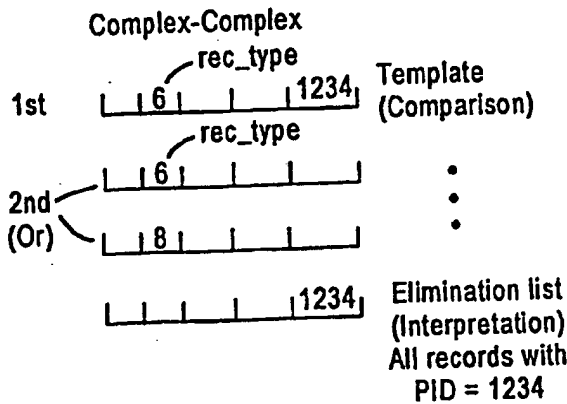 Complex-Complex
rec_type
1st 6 1234 Template
(Comparison)
rec_type
6
2nd
(Or)
8
1234 Elimination list
(Interpretation)
All records with
PID = 1234